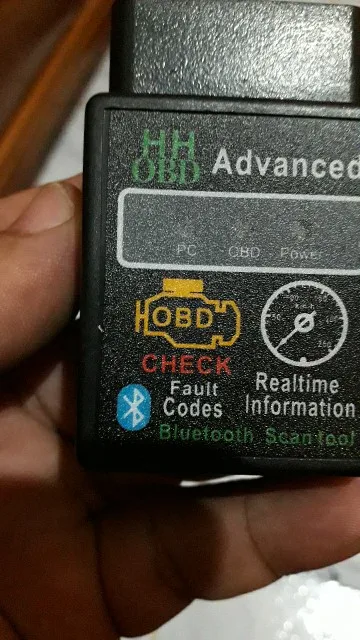 HH
OBD Advanced
PC OBD Power
OBD
CHECK
Fault Codes
Realtime Information
Bluetooth Scan tool